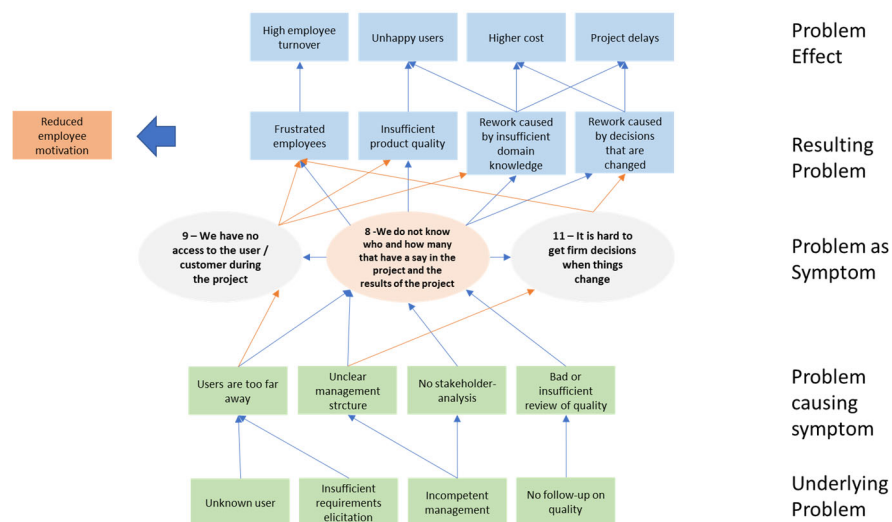 High employee
turnover
Unhappy users
Higher cost
Project delays
Problem
Effect
Reduced
employee
motivation
Frustrated
employees
Insufficient
product quality
Rework caused
by insufficient
domain
knowledge
Rework caused
by decisions
that are
changed
Resulting
Problem
9 – We have no
access to the user /
customer during
the project
8 -We do not know
who and how many
that have a say in the
project and the
results of the project
11 – It is hard to
get firm decisions
when things
change
Problem as
Symptom
Users are too far
away
Unclear
management
strcture
No stakeholder-
analysis
Bad or
insufficient
review of quality
Problem
causing
symptom
Unknown user
Insufficient
requirements
elicitation
Incompetent
management
No follow-up on
quality
Underlying
Problem